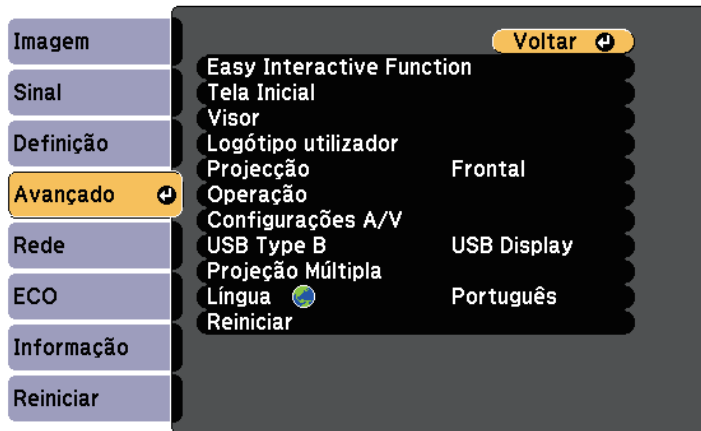 Imagem
Sinal
Definição
Avançado
Rede
ECO
Informação
Reiniciar
Voltar
Easy Interactive Function
Tela Inicial
Visor
Logótipo utilizador
Projecção Frontal
Operação
Configurações A/V
USB Type B USB Display
Projeção Múltipla
Língua Português
Reiniciar